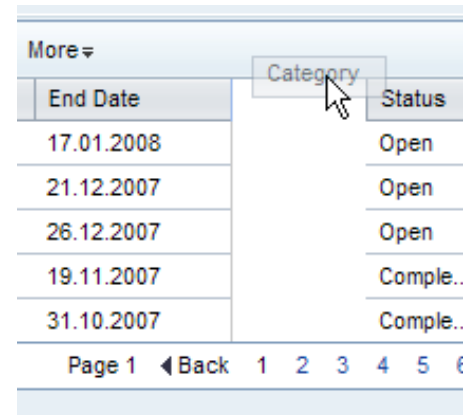 More
Category
End Date Status
17.01.2008 Open
21.12.2007 Open
26.12.2007 Open
19.11.2007 Comple..
31.10.2007 Comple..
Page 1 Back 1 2 3 4 5 6